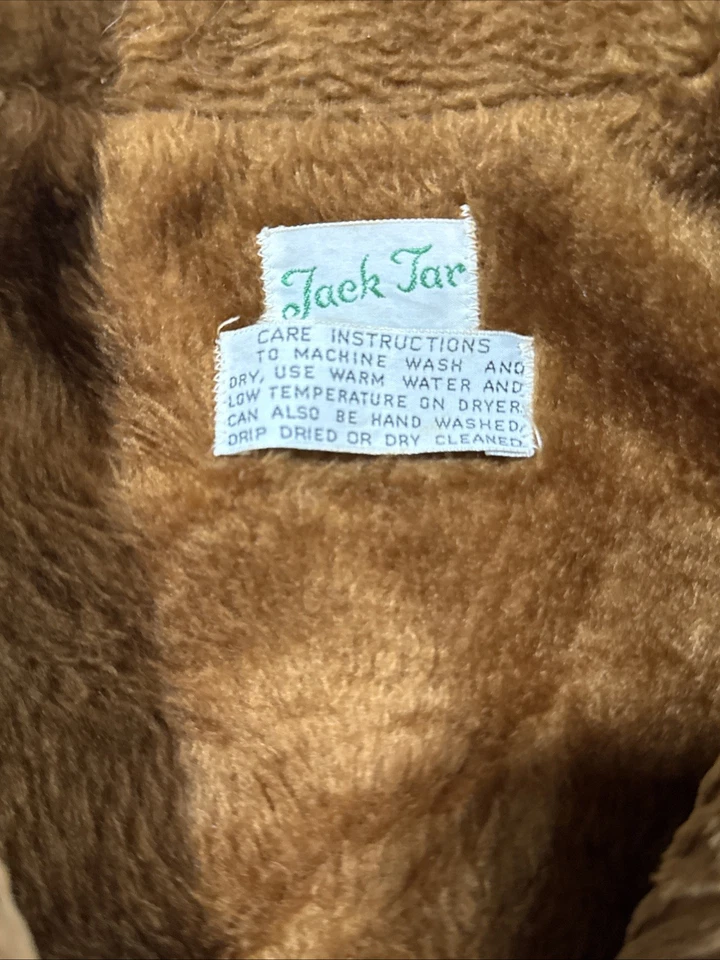 Jack Tar
CARE INSTRUCTIONS
TO MACHINE WASH AND
DRY, USE WARM WATER AND
LOW TEMPERATURE ON DRYER.
CAN ALSO BE HAND WASHED,
DRIP DRIED OR DRY CLEANED.